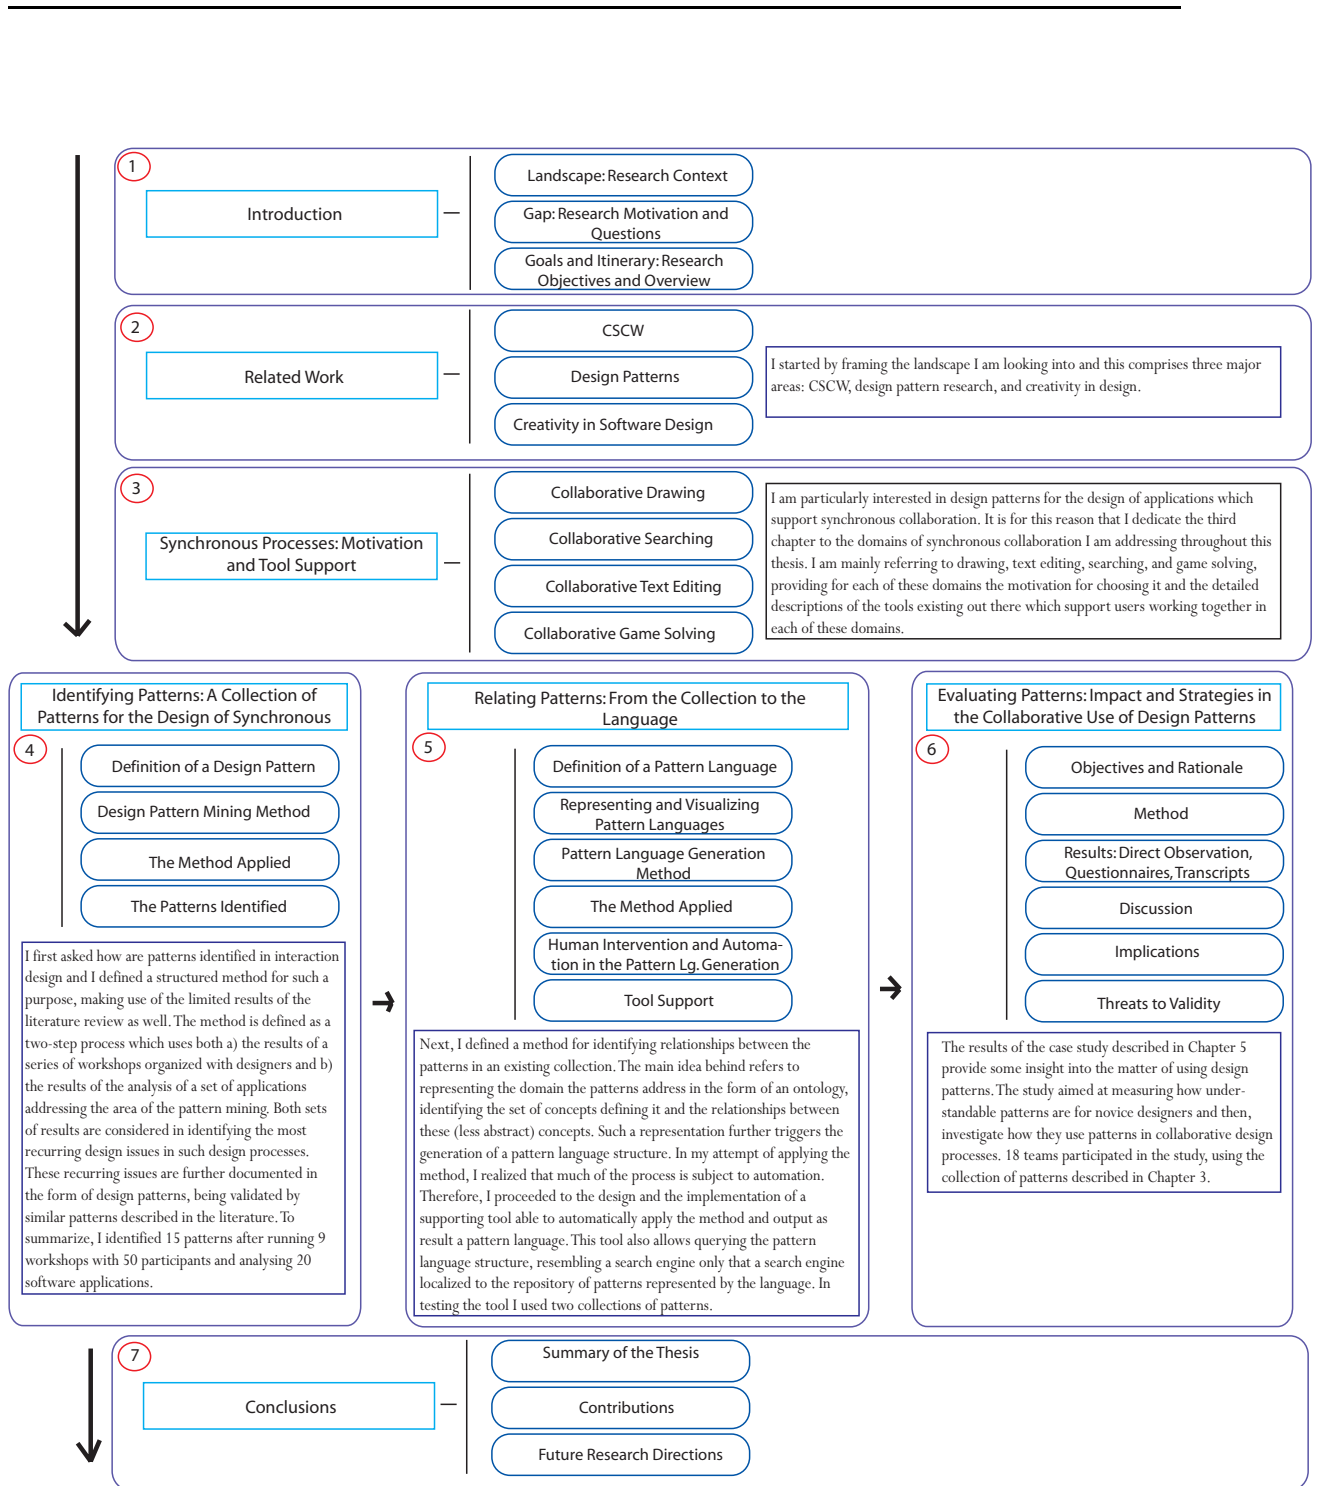 1
Introduction
Landscape: Research Context
Gap: Research Motivation and
Questions
Goals and Itinerary: Research
Objectives and Overview
2
Related Work
CSCW
Design Patterns
Creativity in Software Design
I started by framing the landscape I am looking into and this comprises three major
areas: CSCW, design pattern research, and creativity in design.
3
Synchronous Processes: Motivation
and Tool Support
Collaborative Drawing
Collaborative Searching
Collaborative Text Editing
Collaborative Game Solving
I am particularly interested in design patterns for the design of applications which
support synchronous collaboration. It is for this reason that I dedicate the third
chapter to the domains of synchronous collaboration I am addressing throughout this
thesis. I am mainly referring to drawing, text editing, searching, and game solving,
providing for each of these domains the motivation for choosing it and the detailed
descriptions of the tools existing out there which support users working together in
each of these domains.
Identifying Patterns: A Collection of
Patterns for the Design of Synchronous
4
Definition of a Design Pattern
Design Pattern Mining Method
The Method Applied
The Patterns Identified
I first asked how are patterns identified in interaction
design and I defined a structured method for such a
purpose, making use of the limited results of the
literature review as well. The method is defined as a
two-step process which uses both a) the results of a
series of workshops organized with designers and b)
the results of the analysis of a set of applications
addressing the area of the pattern mining. Both sets
of results are considered in identifying the most
recurring design issues in such design processes.
These recurring issues are further documented in
the form of design patterns, being validated by
similar patterns described in the literature. To
summarize, I identified 15 patterns after running 9
workshops with 50 participants and analysing 20
software applications.
Relating Patterns: From the Collection to the
Language
5
Definition of a Pattern Language
Representing and Visualizing
Pattern Languages
Pattern Language Generation
Method
The Method Applied
Human Intervention and Automa-
tion in the Pattern Lg. Generation
Tool Support
Next, I defined a method for identifying relationships between the
patterns in an existing collection. The main idea behind refers to
representing the domain the patterns address in the form of an ontology,
identifying the set of concepts defining it and the relationships between
these (less abstract) concepts. Such a representation further triggers the
generation of a pattern language structure. In my attempt of applying the
method, I realized that much of the process is subject to automation.
Therefore, I proceeded to the design and the implementation of a
supporting tool able to automatically apply the method and output as
result a pattern language. This tool also allows querying the pattern
language structure, resembling a search engine only that a search engine
localized to the repository of patterns represented by the language. In
testing the tool I used two collections of patterns.
Evaluating Patterns: Impact and Strategies in
the Collaborative Use of Design Patterns
6
Objectives and Rationale
Method
Results: Direct Observation,
Questionnaires, Transcripts
Discussion
Implications
Threats to Validity
The results of the case study described in Chapter 5
provide some insight into the matter of using design
patterns. The study aimed at measuring how under-
standable patterns are for novice designers and then,
investigate how they use patterns in collaborative design
processes. 18 teams participated in the study, using the
collection of patterns described in Chapter 3.
7
Conclusions
Summary of the Thesis
Contributions
Future Research Directions